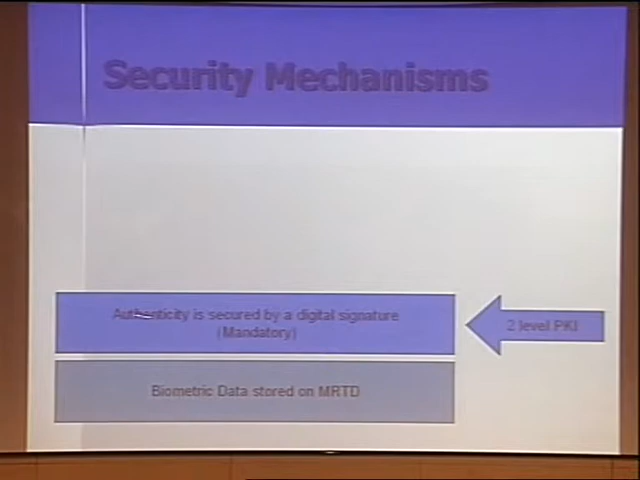 Security Mechanisms
Authenticity is secured by a digital signature
(Mandatory)
2 level PKI
Biometric Data stored on MRTD